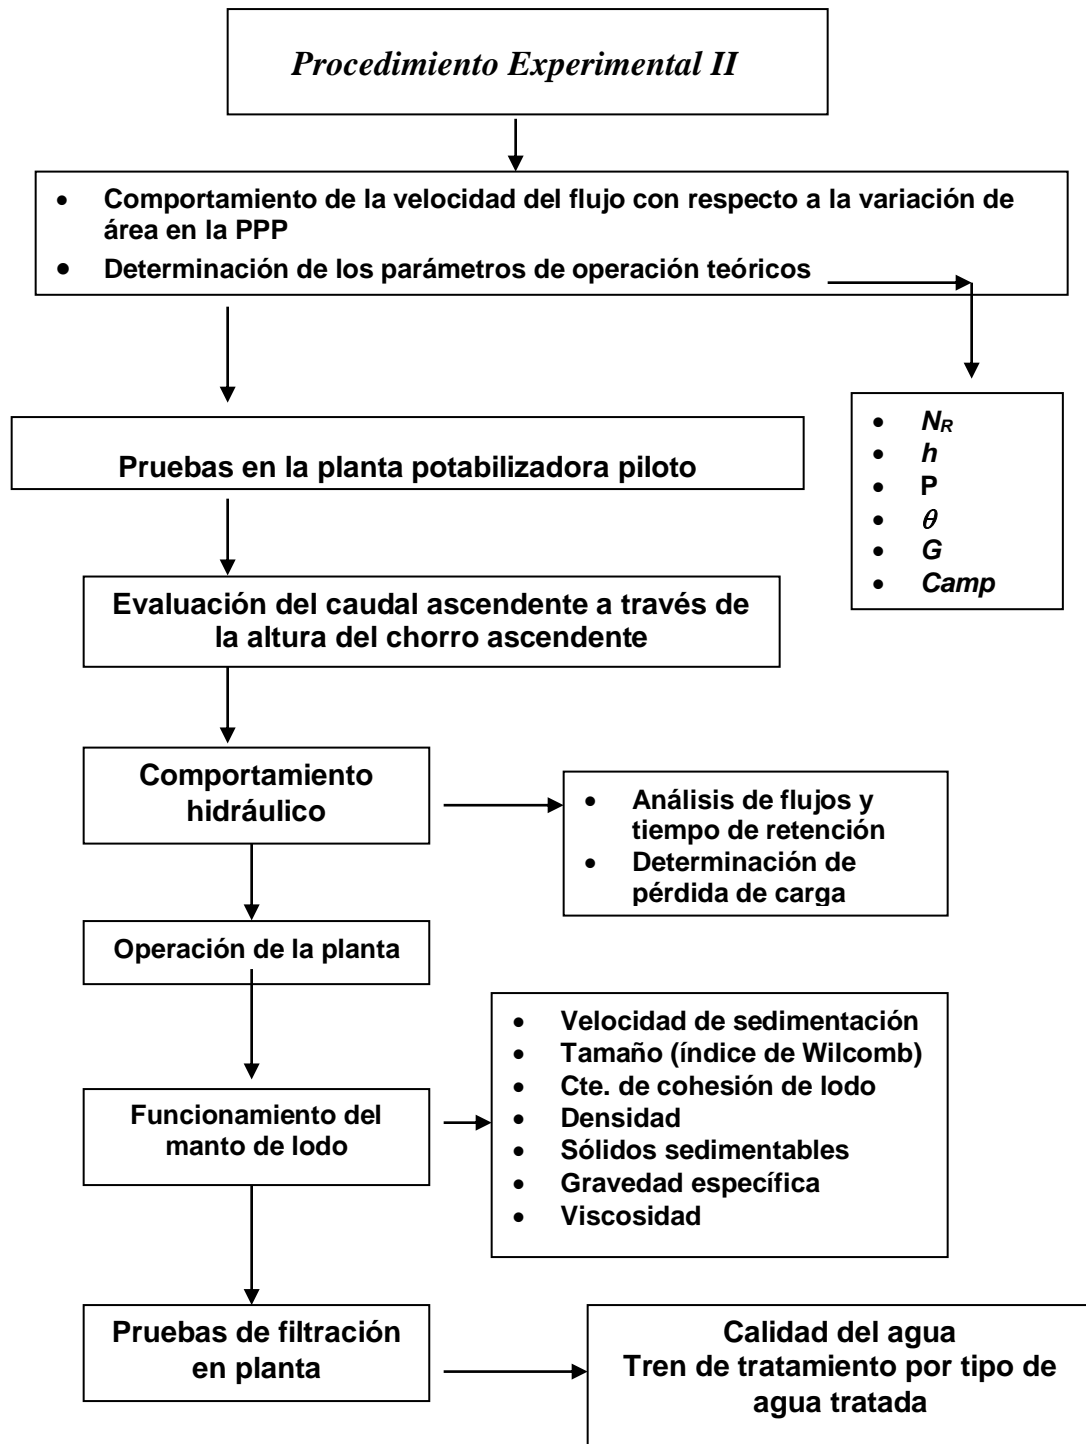 Procedimiento Experimental II
• Comportamiento de la velocidad del flujo con respecto a la variación de
área en la PPP
• Determinación de los parámetros de operación teóricos
• NR
• h
• P
• θ
• G
• Camp
Pruebas en la planta potabilizadora piloto
Evaluación del caudal ascendente a través de
la altura del chorro ascendente
Comportamiento
hidráulico
• Análisis de flujos y
tiempo de retención
• Determinación de
pérdida de carga
Operación de la planta
• Velocidad de sedimentación
• Tamaño (índice de Wilcomb)
• Cte. de cohesión de lodo
• Densidad
• Sólidos sedimentables
• Gravedad específica
• Viscosidad
Funcionamiento del
manto de lodo
Pruebas de filtración
en planta
Calidad del agua
Tren de tratamiento por tipo de
agua tratada